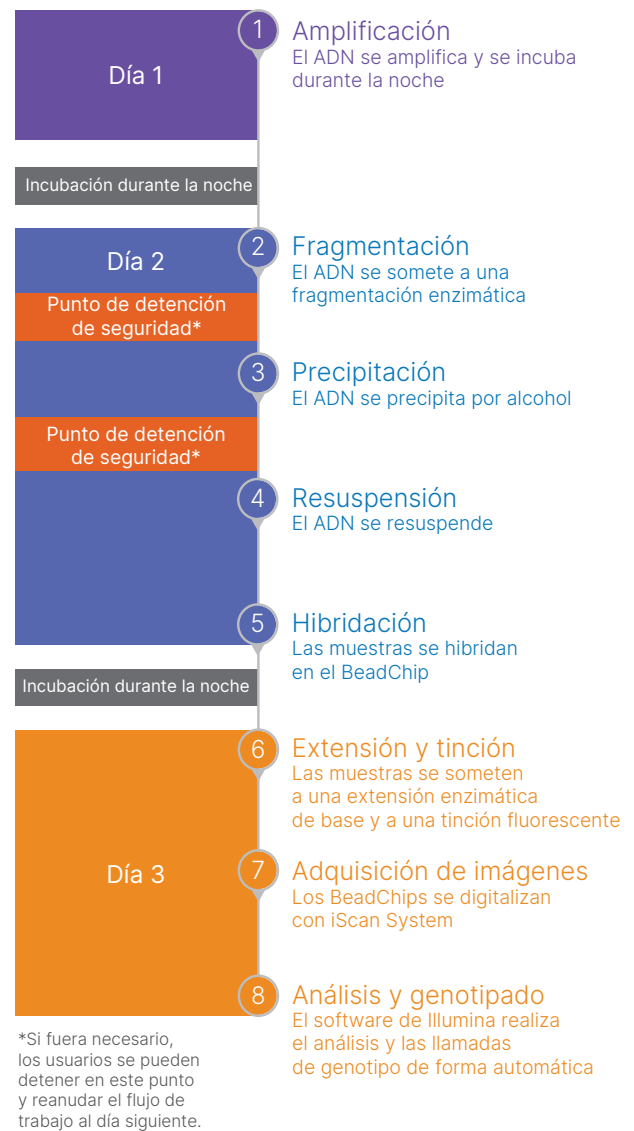 Día 1
1
Amplificación
El ADN se amplifica y se incuba
durante la noche
Incubación durante la noche
Día 2
2
Fragmentación
El ADN se somete a una
fragmentación enzimática
Punto de detención
de seguridad*
3
Precipitación
El ADN se precipita por alcohol
Punto de detención
de seguridad*
4
Resuspensión
El ADN se resuspende
5
Hibridación
Las muestras se hibridan
en el BeadChip
Incubación durante la noche
6
Extensión y tinción
Las muestras se someten
a una extensión enzimática
de base y a una tinción fluorescente
Día 3
7
Adquisición de imágenes
Los BeadChips se digitalizan
con iScan System
8
Análisis y genotipado
El software de Illumina realiza
el análisis y las llamadas
de genotipo de forma automática
*Si fuera necesario,
los usuarios se pueden
detener en este punto
y reanudar el flujo de
trabajo al día siguiente.